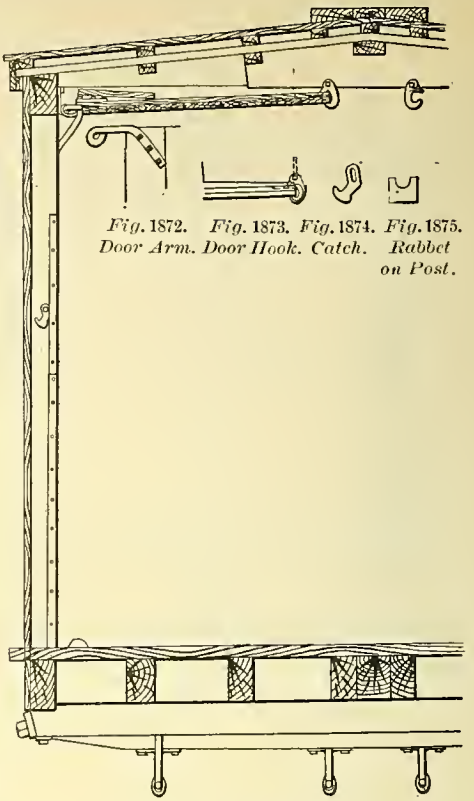 Fig. 1872. Fig. 1873. Fig. 1874. Fig. 1875.
Door Arm. Door Hook. Catch. Rabbet
on Post.